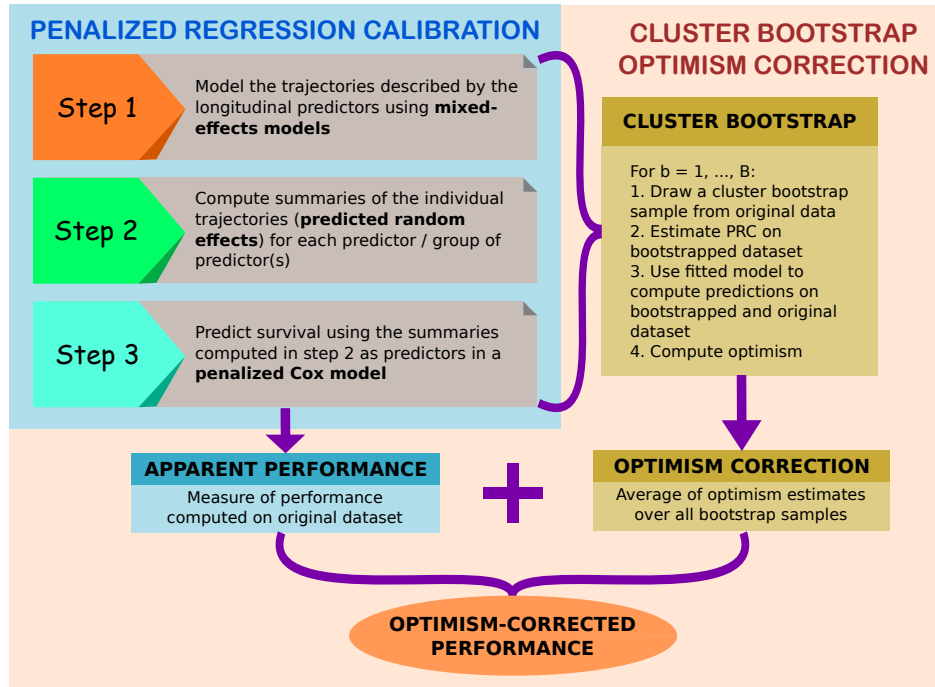 PENALIZED REGRESSION CALIBRATION
Step 1
Model the trajectories described by the
longitudinal predictors using mixed-
effects models
Step 2
Compute summaries of the individual
trajectories (predicted random
effects) for each predictor / group of
predictor(s)
Step 3
Predict survival using the summaries
computed in step 2 as predictors in a
penalized Cox model
CLUSTER BOOTSTRAP
OPTIMISM CORRECTION
CLUSTER BOOTSTRAP
For b = 1, ..., B:
1. Draw a cluster bootstrap
sample from original data
2. Estimate PRC on
bootstrapped dataset
3. Use fitted model to
compute predictions on
bootstrapped and original
dataset
4. Compute optimism
APPARENT PERFORMANCE
Measure of performance
computed on original dataset
+
OPTIMISM CORRECTION
Average of optimism estimates
over all bootstrap samples
OPTIMISM-CORRECTED
PERFORMANCE